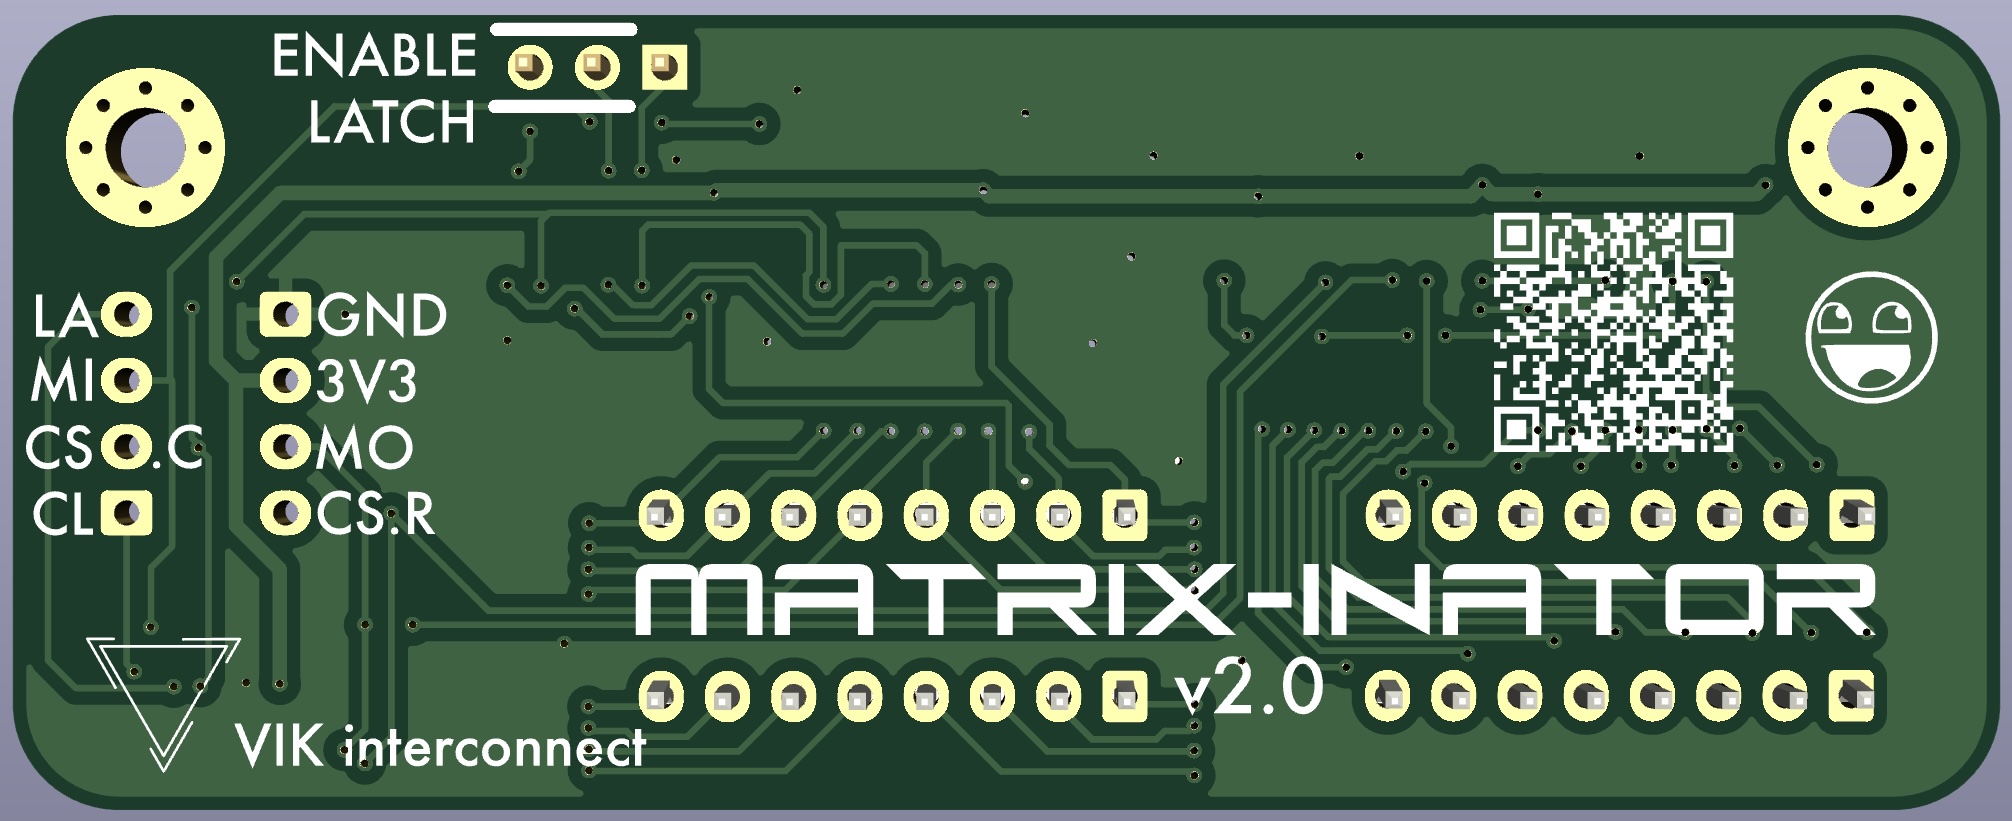 ENABLE
LATCH
LA GND
MI 3V3
CS .C MO
CL CS.R
MATRIX-INATOR
v2.0
VIK interconnect